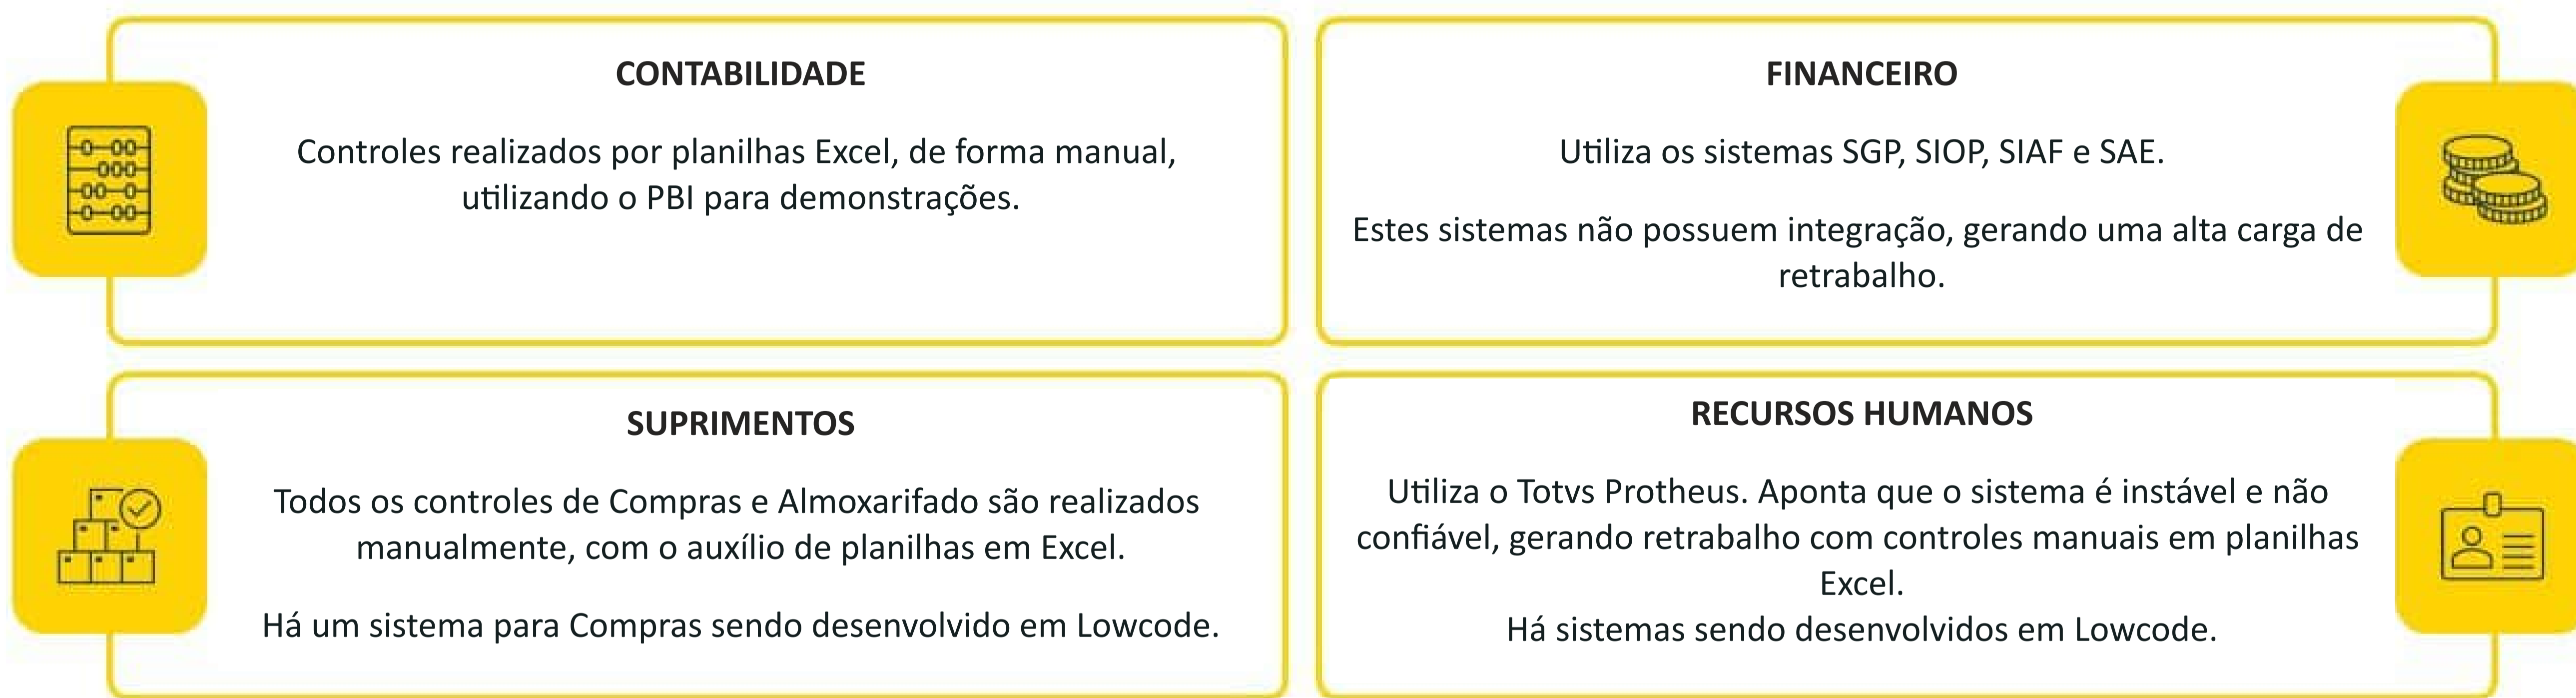 CONTABILIDADE
Controles realizados por planilhas Excel, de forma manual,
utilizando o PBI para demonstrações.
FINANCEIRO
Utiliza os sistemas SGP, SIOP, SIAF e SAE.
Estes sistemas não possuem integração, gerando uma alta carga de
retrabalho.
SUPRIMENTOS
Todos os controles de Compras e Almoxarifado são realizados
manualmente, com o auxílio de planilhas em Excel.
Há um sistema para Compras sendo desenvolvido em Lowcode.
RECURSOS HUMANOS
Utiliza o Totvs Protheus. Aponta que o sistema é instável e não
confiável, gerando retrabalho com controles manuais em planilhas
Excel.
Há sistemas sendo desenvolvidos em Lowcode.